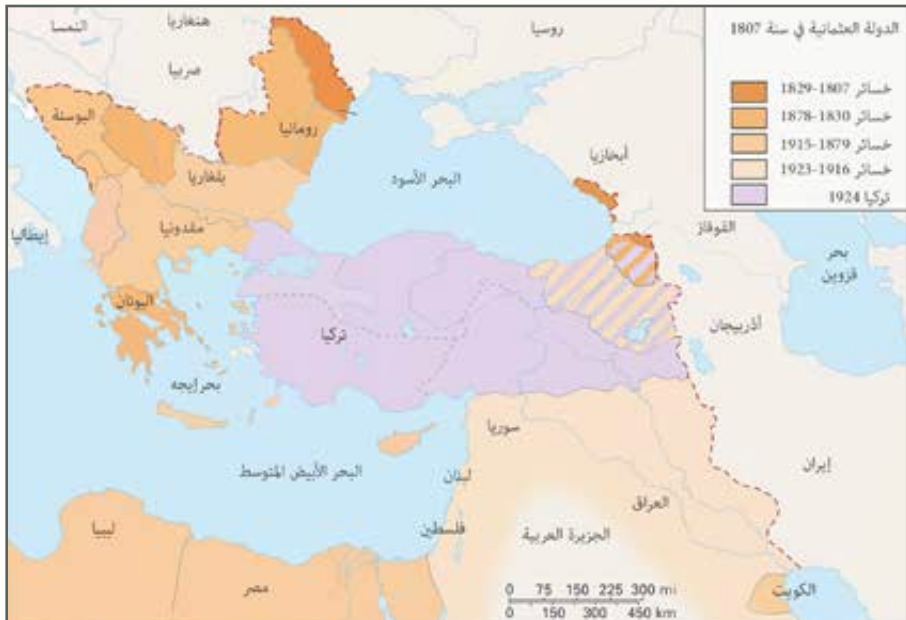 الدولة العثمانية في سنة 1807
خسائر 1807-1829
خسائر 1830-1878
خسائر 1879-1915
خسائر 1916-1923
تركيا 1924
النمسا
هنغاريا
روسيا
صربيا
البوسنة
رومانيا
أبخازيا
بلغاريا
البحر الأسود
القوقاز
إيطاليا
مقدونيا
بحر
قزوين
اليونان
تركيا
أذربيجان
بحر إيجه
سوريا
إيران
البحر الأبيض المتوسط
لبنان
العراق
فلسطين
الجزيرة العربية
ليبيا
مصر
الكويت
0 75 150 225 300 mi
0 150 300 450 km